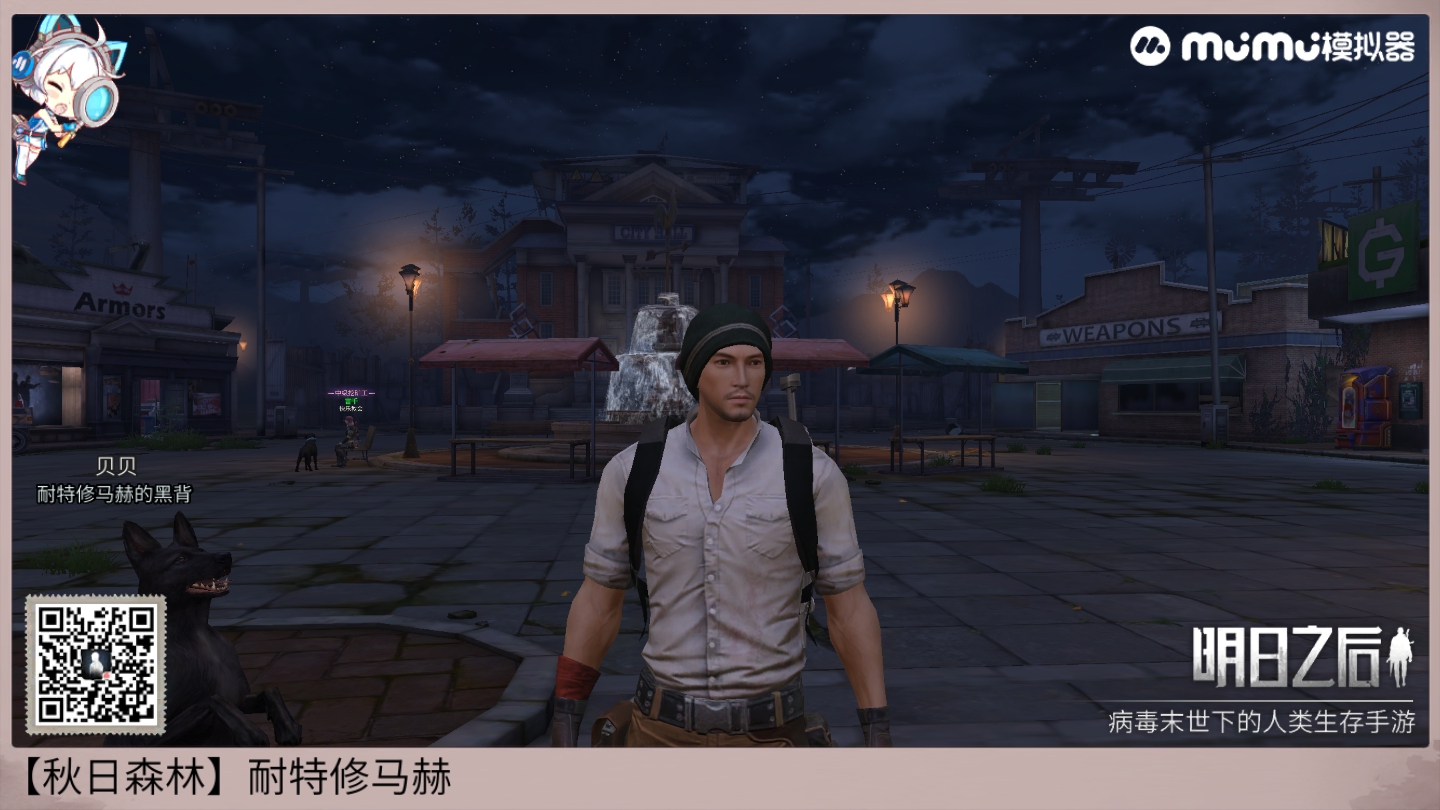 mumu模拟器
CITY HALL
Armors
WEAPONS
G
贝贝
耐特修马赫的黑背
明日之后
病毒末世下的人类生存手游
【秋日森林】耐特修马赫